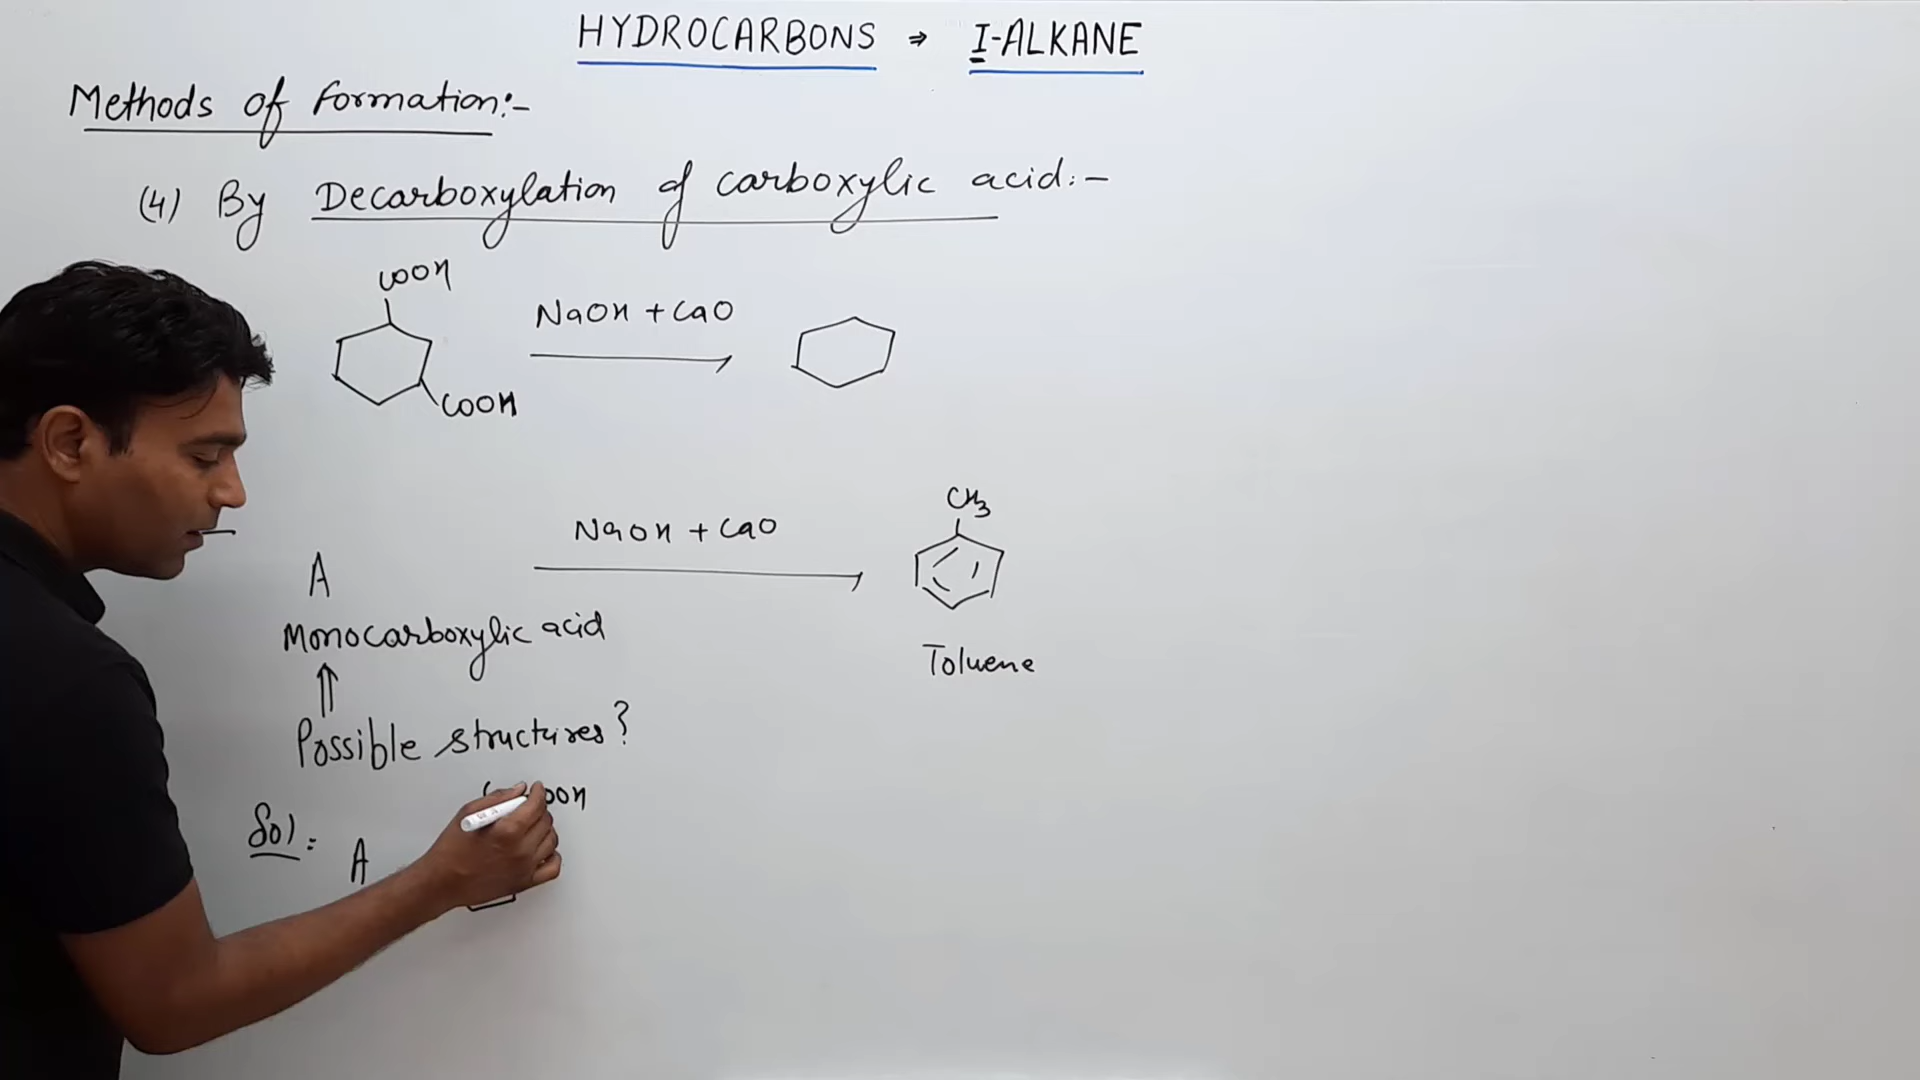 HYDROCARBONS ⇒ I-ALKANE
Methods of formation:-
(4) By Decarboxylation of carboxylic acid:-
COOH
NaOH + CaO
COOH
CH3
NaOH + CaO
A
Monocarboxylic acid
Toluene
⇑
Possible structures?
Sol:
A